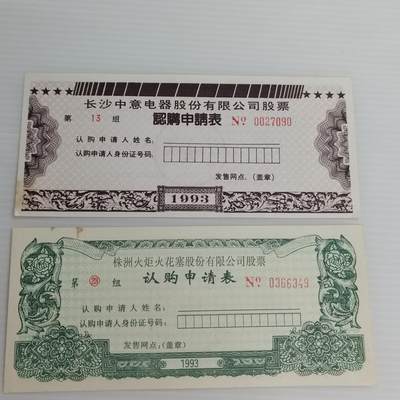 长沙中意电器股份有限公司股票
第 13 组 認購申請表 No 0027090
认购申请人姓名:
认购申请人身份证号码:
发售网点:(盖章)
1993
株洲火炬火花塞股份有限公司股票
第 组 认购申请表 No 0366349
认购申请人姓名:
认购申请人身份证号码:
发售网点:(盖章)
1993